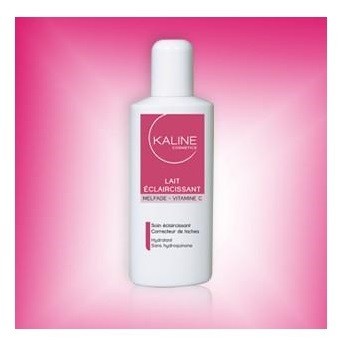 KALINE
COSMETICS
LAIT
ÉCLAIRCISSANT
MELFADE - VITAMINE C
Soin éclaircissant
Correcteur de taches
Hydratant
Sans hydroquinone